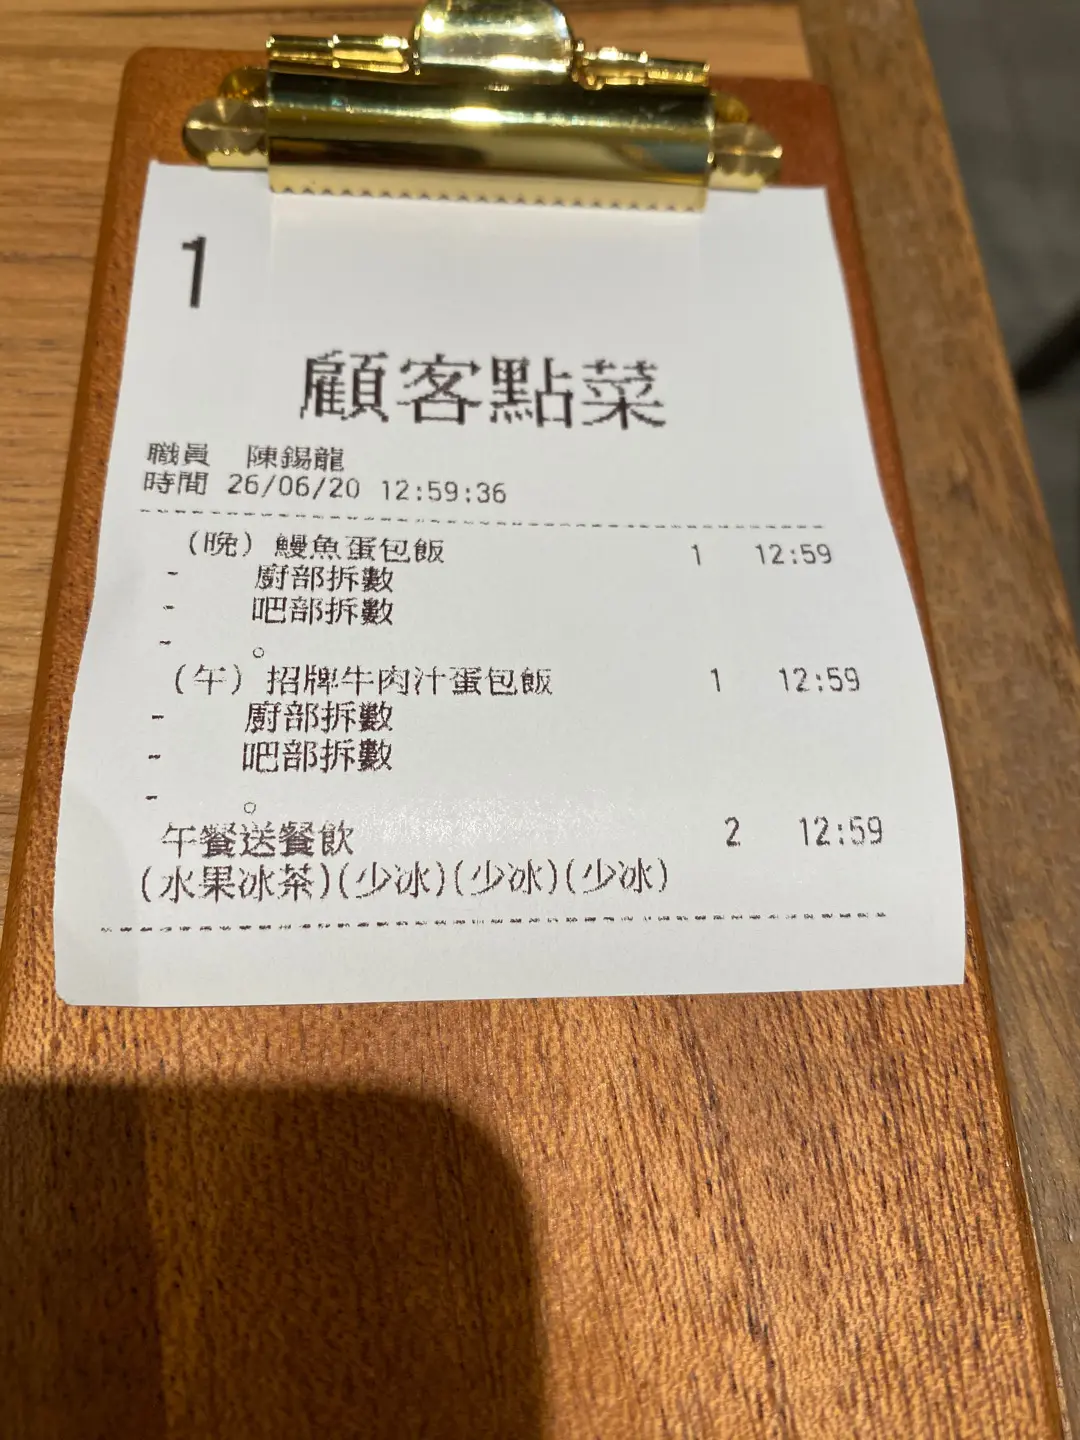 1
顧客點菜
職員 陳錫龍
時間 26/06/20 12:59:36
(晚) 鰻魚蛋包飯 1 12:59
- 廚部拆數
- 吧部拆數
- 。
(午) 招牌牛肉汁蛋包飯 1 12:59
- 廚部拆數
- 吧部拆數
- 。
午餐送餐飲 2 12:59
(水果冰茶)(少冰)(少冰)(少冰)